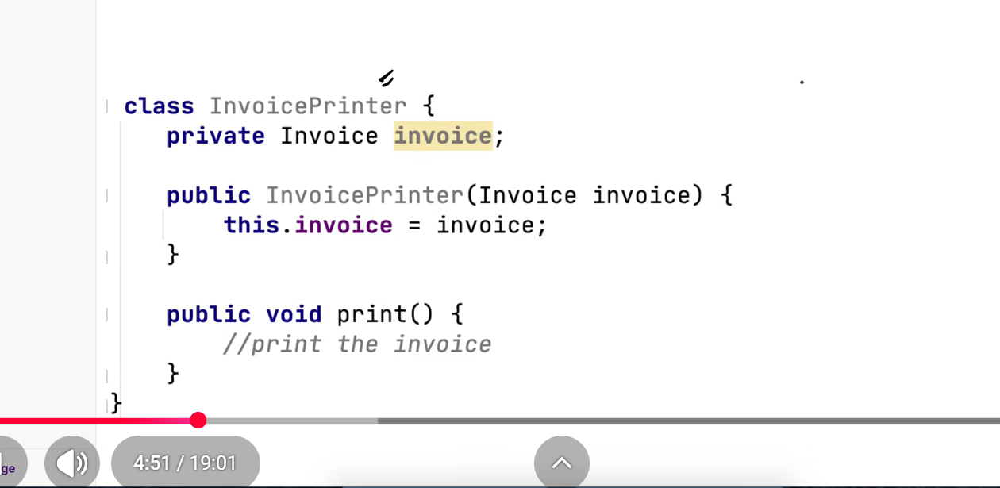 class InvoicePrinter {
private Invoice invoice;
public InvoicePrinter(Invoice invoice) {
this.invoice = invoice;
}
public void print() {
//print the invoice
}
}
4:51 / 19:01
ge